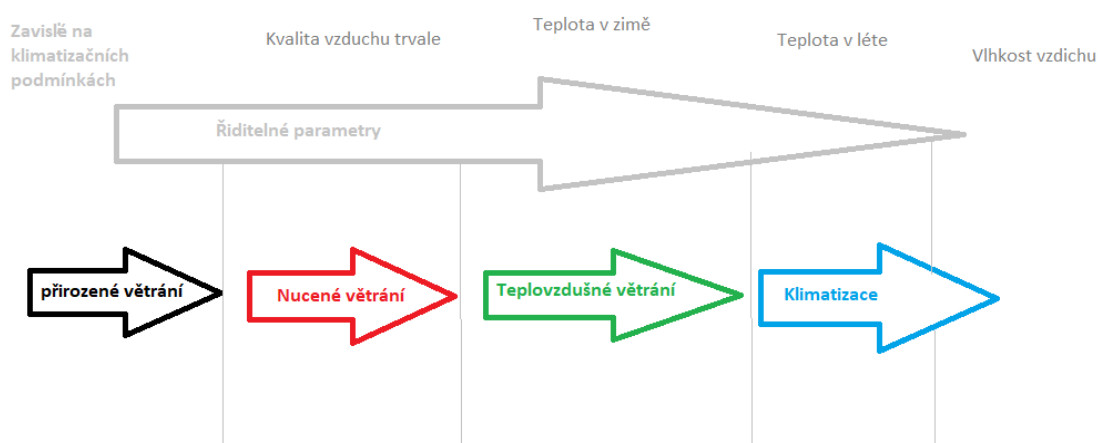 Zavislé na
klimatizačních
podmínkách
Kvalita vzduchu trvale
Teplota v zimě
Teplota v léte
Vlhkost vzdichu
Řiditelné parametry
přirozené větrání
Nucené větrání
Teplovzdušné větrání
Klimatizace